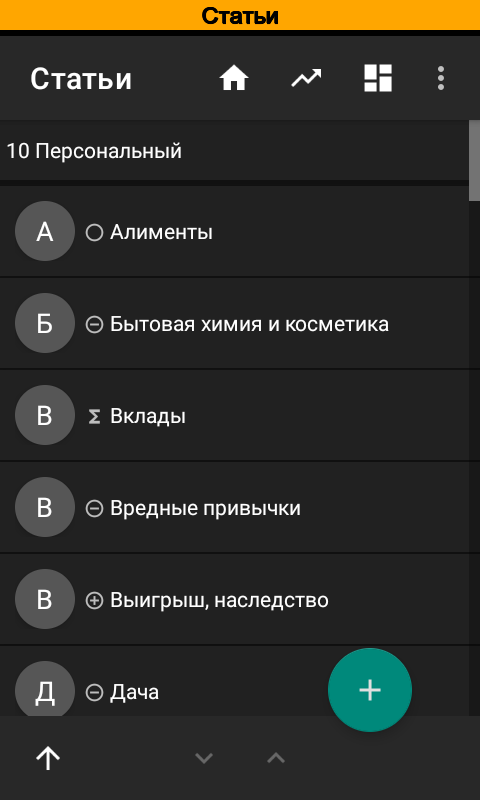 Статьи
Статьи
10 Персональный
А Алименты
Б Бытовая химия и косметика
В Σ Вклады
В Вредные привычки
В Выигрыш, наследство
Д Дача